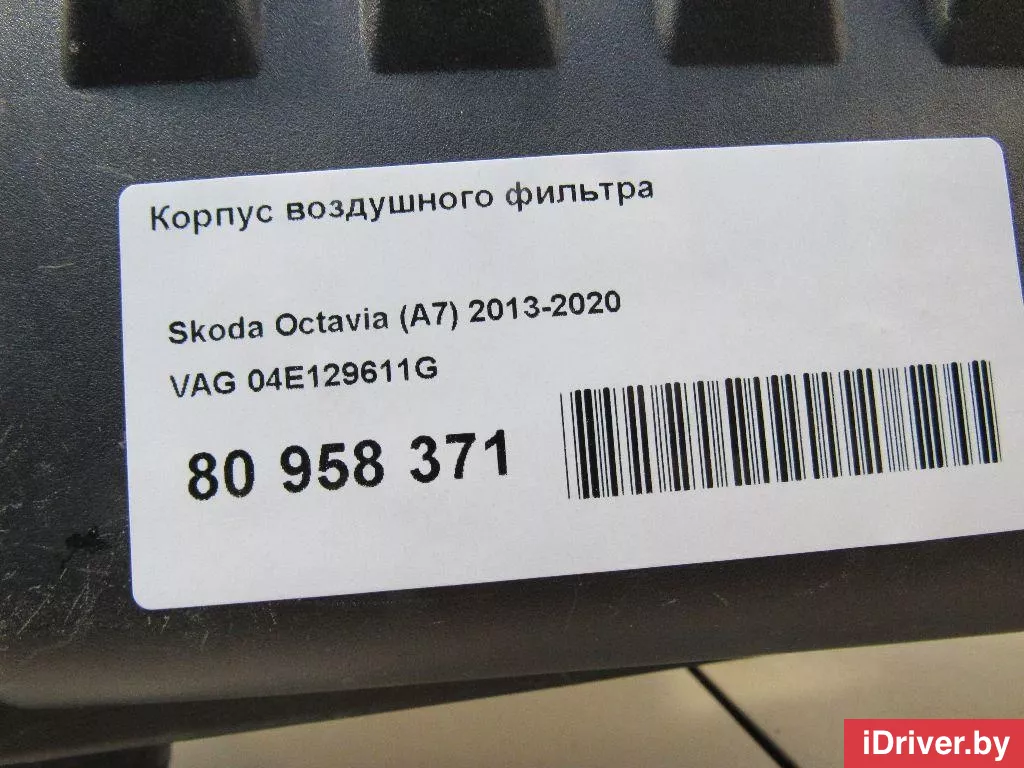 Корпус воздушного фильтра
Skoda Octavia (A7) 2013-2020
VAG 04E129611G
80 958 371
iDriver.by